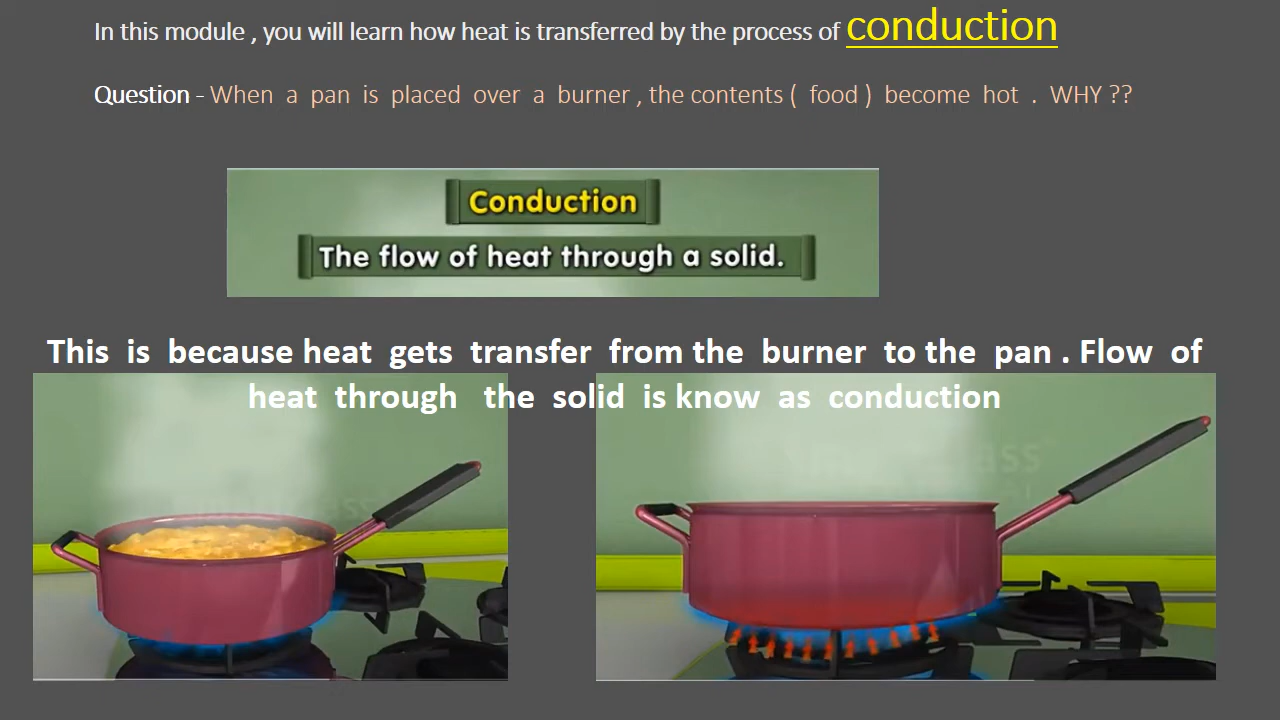 In this module , you will learn how heat is transferred by the process of conduction
Question - When a pan is placed over a burner , the contents ( food ) become hot . WHY ??
Conduction
The flow of heat through a solid.
This is because heat gets transfer from the burner to the pan . Flow of
heat through the solid is know as conduction